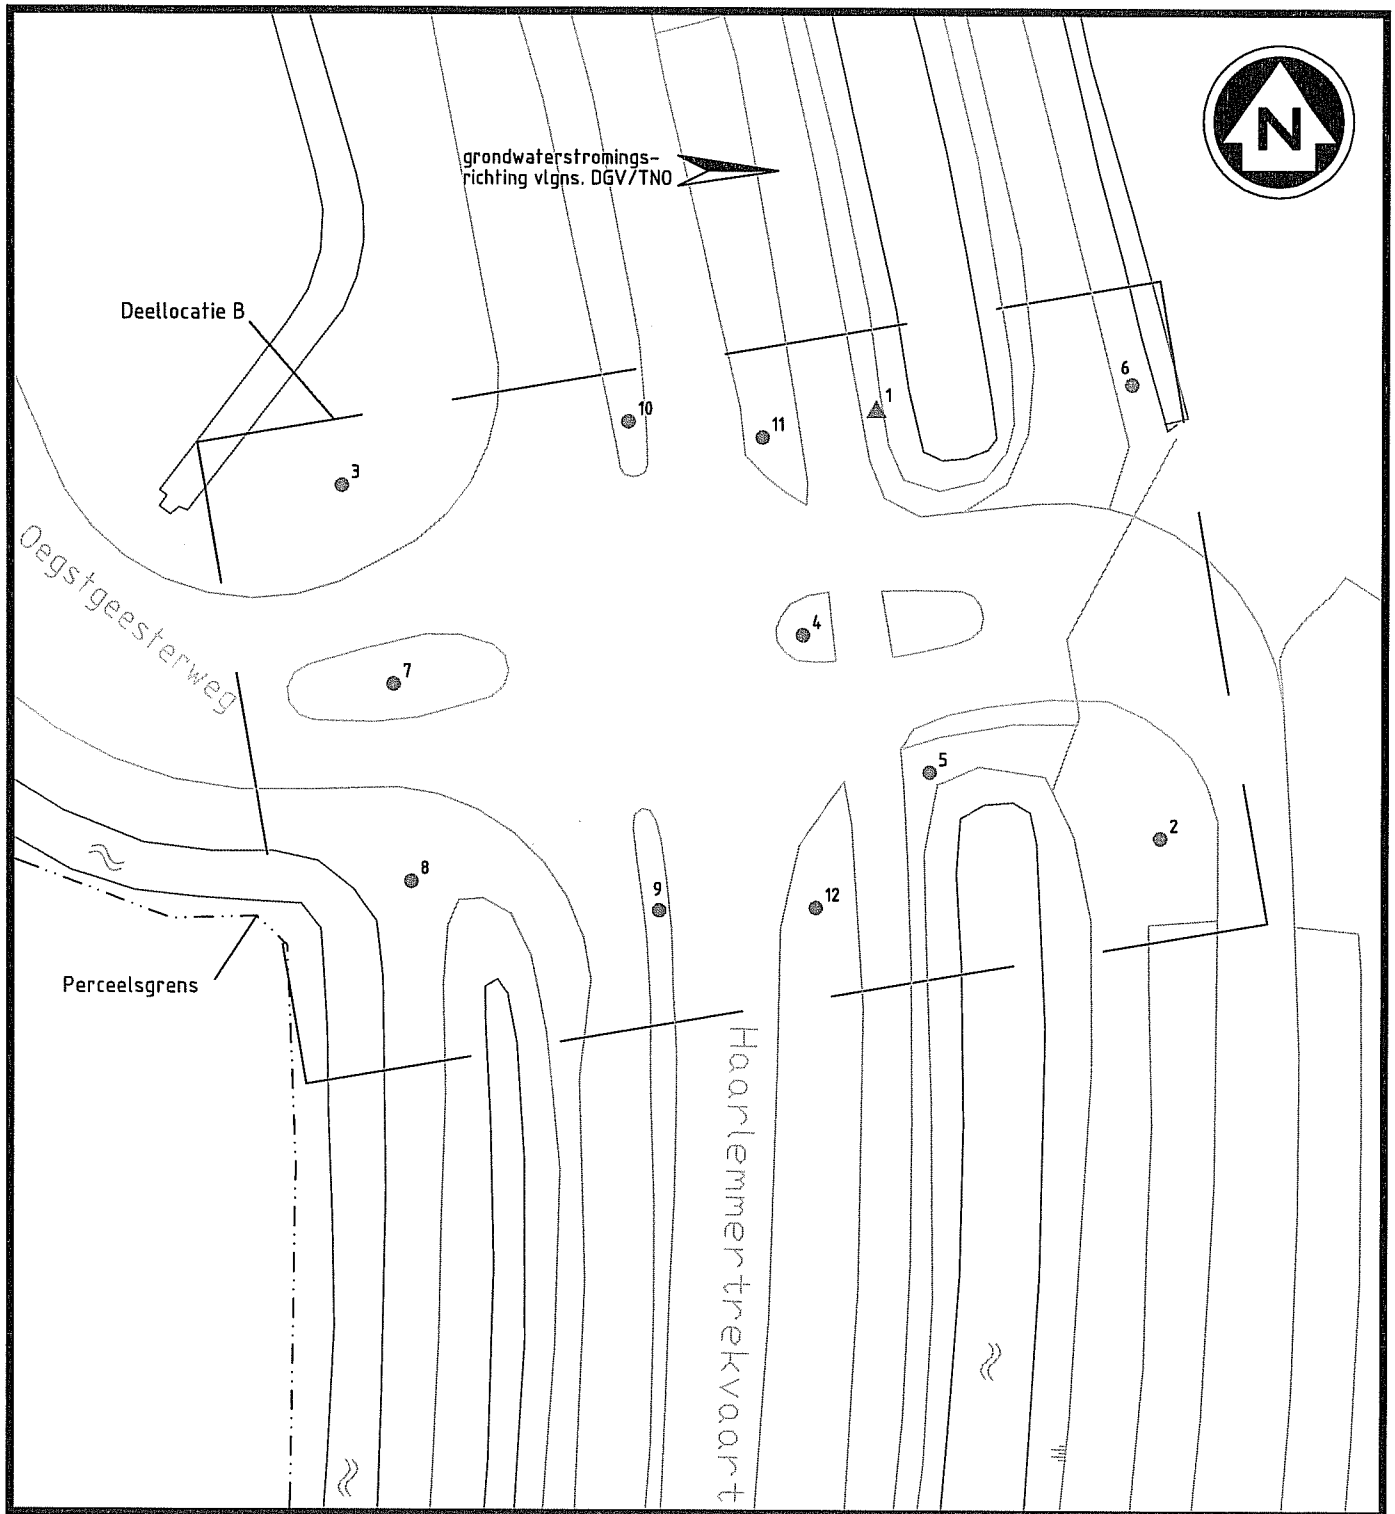 N
grondwaterstromings-
richting vlgns. DGV/TNO
Deellocatie B
6
1
10
11
3
Oegstgeesterweg
4
7
5
2
8
9
12
Perceelsgrens
Haarlemmertrekvaart